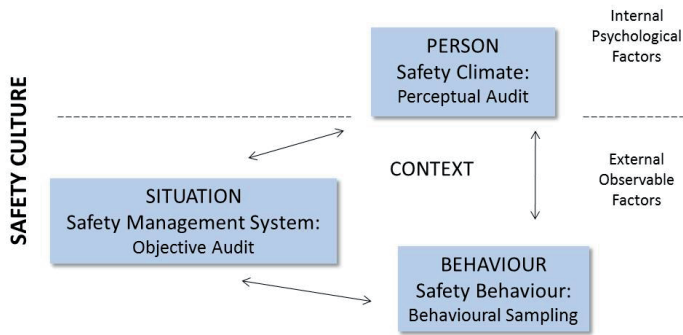 SAFETY CULTURE
PERSON
Safety Climate:
Perceptual Audit
Internal
Psychological
Factors
CONTEXT
External
Observable
Factors
SITUATION
Safety Management System:
Objective Audit
BEHAVIOUR
Safety Behaviour:
Behavioural Sampling